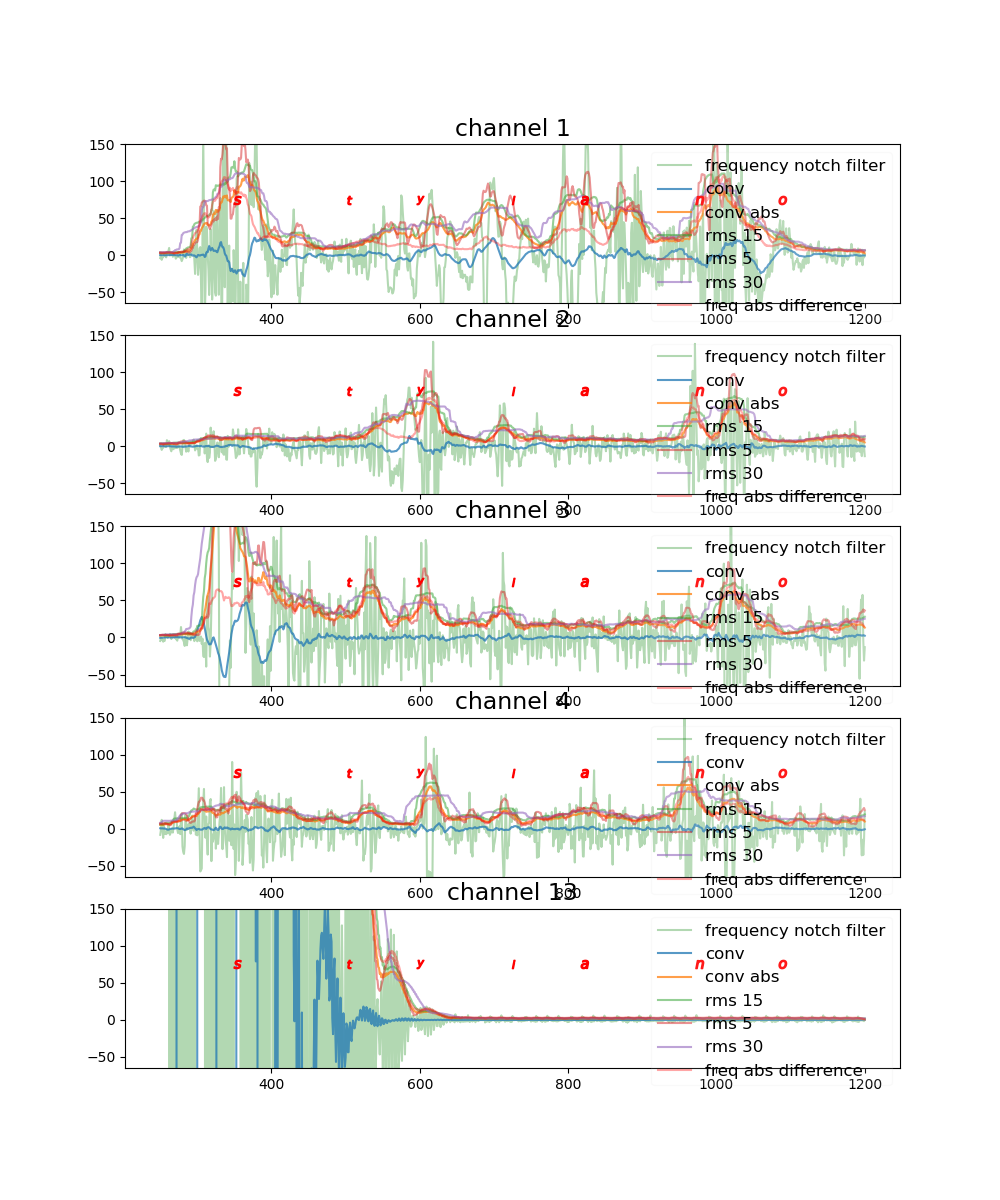 channel 1
150
100
50
0
−50
s t y l a n o
frequency notch filter
conv
conv abs
rms 15
rms 5
rms 30
freq abs difference
400 600 800 1000 1200
channel 2
150
100
50
0
−50
s t y l a n o
frequency notch filter
conv
conv abs
rms 15
rms 5
rms 30
freq abs difference
400 600 800 1000 1200
channel 3
150
100
50
0
−50
s t y l a n o
frequency notch filter
conv
conv abs
rms 15
rms 5
rms 30
freq abs difference
400 600 800 1000 1200
channel 4
150
100
50
0
−50
s t y l a n o
frequency notch filter
conv
conv abs
rms 15
rms 5
rms 30
freq abs difference
400 600 800 1000 1200
channel 13
150
100
50
0
−50
s t y l a n o
frequency notch filter
conv
conv abs
rms 15
rms 5
rms 30
freq abs difference
400 600 800 1000 1200